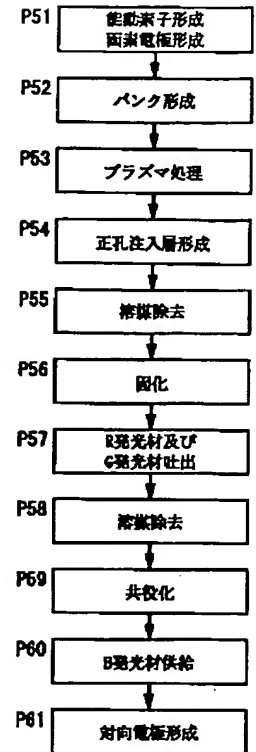 P51
能動素子形成
画素電極形成
P52
バンク形成
P53
プラズマ処理
P54
正孔注入層形成
P55
溶媒除去
P56
固化
P57
R発光材及び
G発光材吐出
P58
溶媒除去
P59
共役化
P60
B発光材供給
P61
対向電極形成